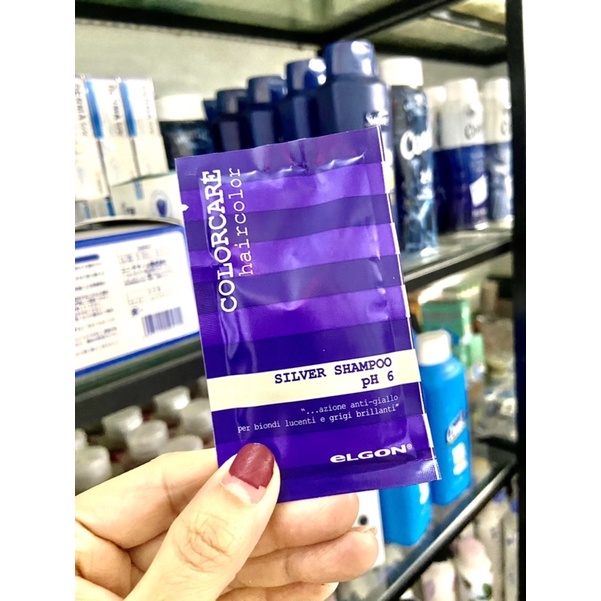 COLORCARE
haircolor
SILVER SHAMPOO
pH 6
"...azione anti-giallo
per biondi lucenti e grigi brillanti"
eLGON®